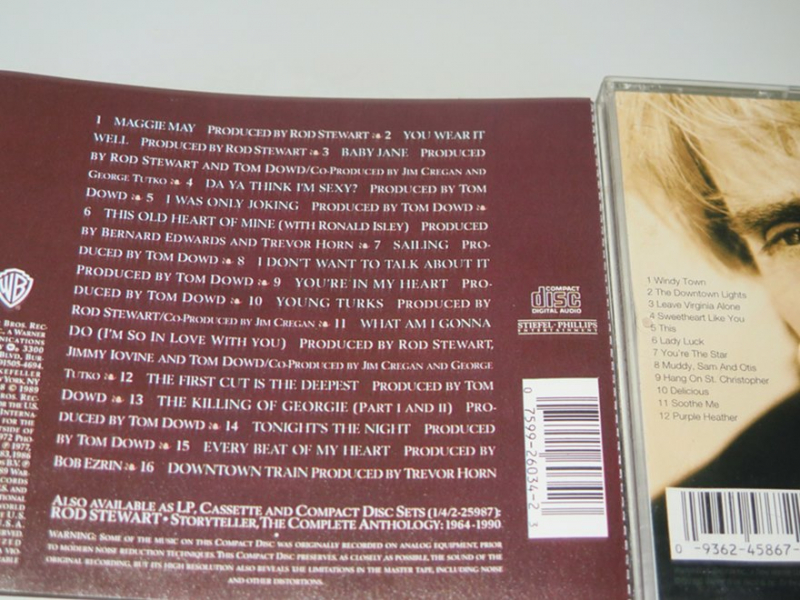 1 MAGGIE MAY PRODUCED BY ROD STEWART ❧ 2 YOU WEAR IT
WELL PRODUCED BY ROD STEWART ❧ 3 BABY JANE PRODUCED
BY ROD STEWART AND TOM DOWD/CO-PRODUCED BY JIM CREGAN AND
GEORGE TUTKO ❧ 4 DA YA THINK I'M SEXY? PRODUCED BY TOM
DOWD ❧ 5 I WAS ONLY JOKING PRODUCED BY TOM DOWD ❧
6 THIS OLD HEART OF MINE (WITH RONALD ISLEY) PRODUCED
BY BERNARD EDWARDS AND TREVOR HORN ❧ 7 SAILING PRO-
DUCED BY TOM DOWD ❧ 8 I DON'T WANT TO TALK ABOUT IT
PRODUCED BY TOM DOWD ❧ 9 YOU'RE IN MY HEART PRO-
DUCED BY TOM DOWD ❧ 10 YOUNG TURKS PRODUCED BY
ROD STEWART/CO-PRODUCED BY JIM CREGAN ❧ 11 WHAT AM I GONNA
DO (I'M SO IN LOVE WITH YOU) PRODUCED BY ROD STEWART,
JIMMY IOVINE AND TOM DOWD/CO-PRODUCED BY JIM CREGAN AND GEORGE
TUTKO ❧ 12 THE FIRST CUT IS THE DEEPEST PRODUCED BY TOM
DOWD ❧ 13 THE KILLING OF GEORGIE (PART I AND II) PRO-
DUCED BY TOM DOWD ❧ 14 TONIGHT'S THE NIGHT PRODUCED
BY TOM DOWD ❧ 15 EVERY BEAT OF MY HEART PRODUCED BY
BOB EZRIN ❧ 16 DOWNTOWN TRAIN PRODUCED BY TREVOR HORN
ALSO AVAILABLE AS LP, CASSETTE AND COMPACT DISC SETS (1/4/2-25987):
ROD STEWART • STORYTELLER, THE COMPLETE ANTHOLOGY: 1964-1990
WARNING: SOME OF THE MUSIC ON THIS COMPACT DISC WAS ORIGINALLY RECORDED ON ANALOG EQUIPMENT, PRIOR
TO MODERN NOISE REDUCTION TECHNIQUES. THIS COMPACT DISC PRESERVES, AS CLOSELY AS POSSIBLE, THE SOUND OF THE
ORIGINAL RECORDING, BUT ITS HIGH RESOLUTION ALSO REVEALS THE LIMITATIONS IN THE MASTER TAPE, INCLUDING NOISE
AND OTHER DISTORTIONS.
WB
COMPACT
disc
DIGITAL AUDIO
STIEFEL • PHILLIPS
ENTERTAINMENT
0 7599-26034-2 3
1 Windy Town
2 The Downtown Lights
3 Leave Virginia Alone
4 Sweetheart Like You
5 This
6 Lady Luck
7 You're The Star
8 Muddy, Sam And Otis
9 Hang On St. Christopher
10 Delicious
11 Soothe Me
12 Purple Heather
0 -9362-45867-